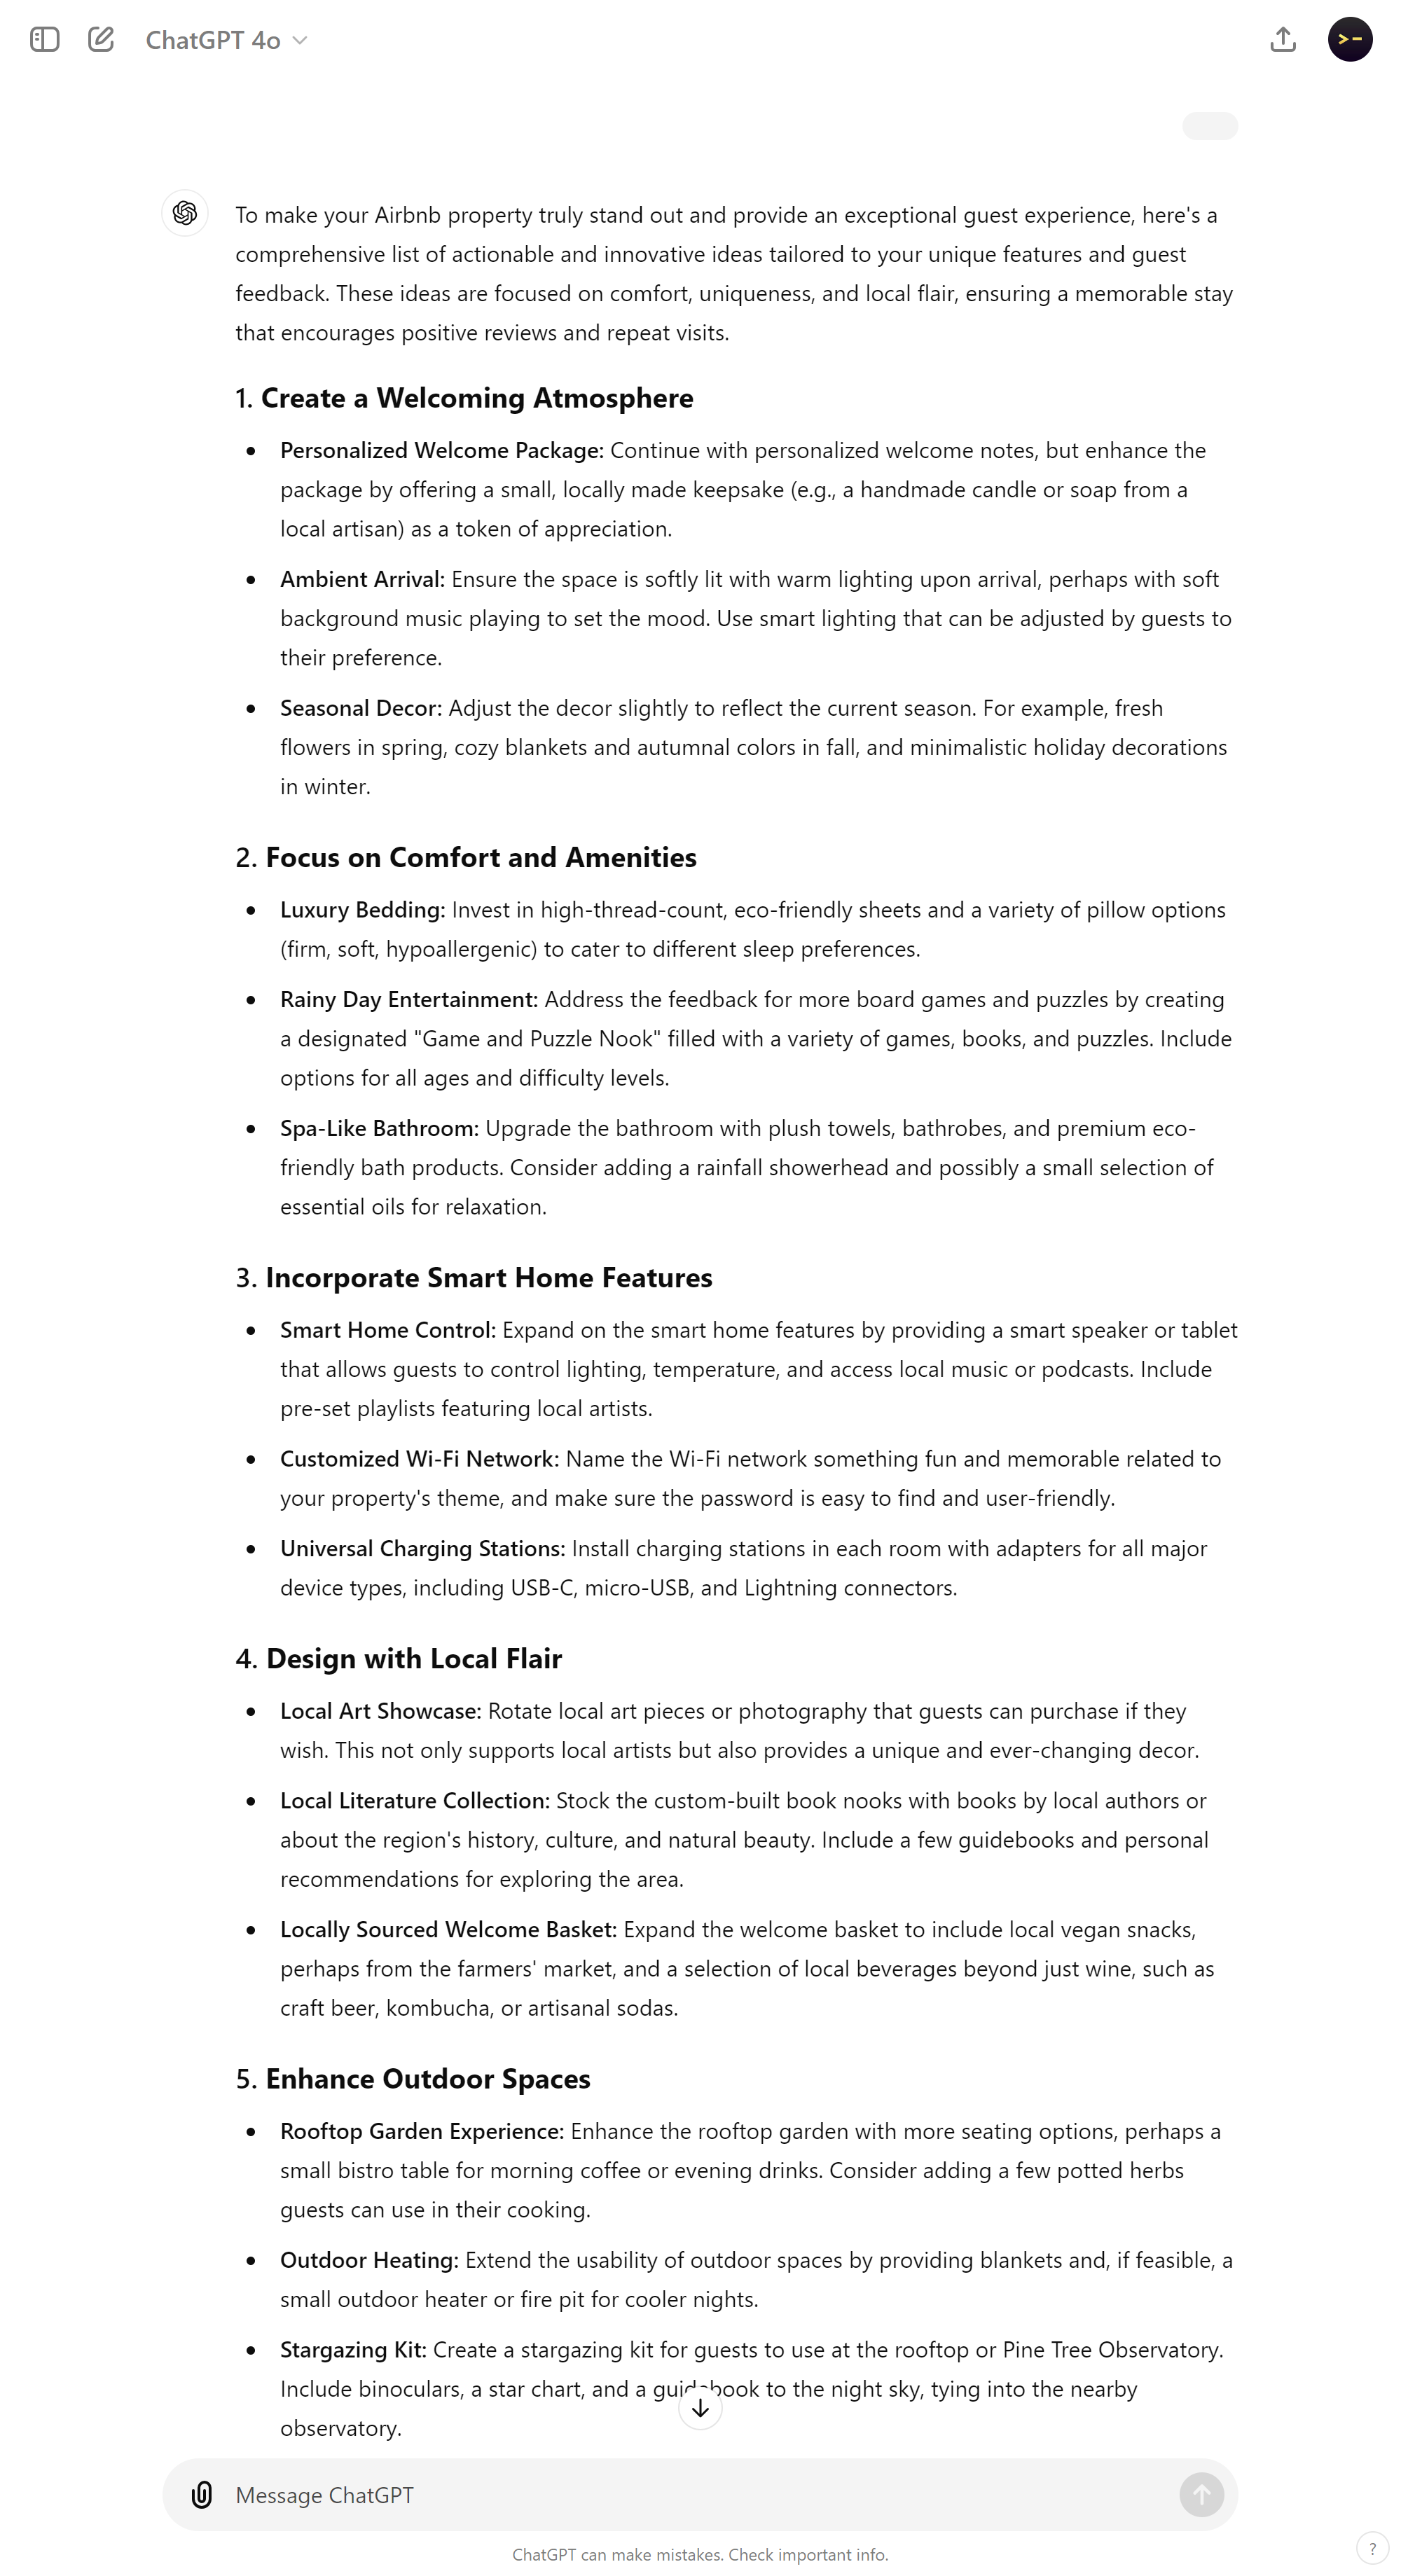 ChatGPT 4o
To make your Airbnb property truly stand out and provide an exceptional guest experience, here's a
comprehensive list of actionable and innovative ideas tailored to your unique features and guest
feedback. These ideas are focused on comfort, uniqueness, and local flair, ensuring a memorable stay
that encourages positive reviews and repeat visits.
1. Create a Welcoming Atmosphere
Personalized Welcome Package: Continue with personalized welcome notes, but enhance the
package by offering a small, locally made keepsake (e.g., a handmade candle or soap from a
local artisan) as a token of appreciation.
Ambient Arrival: Ensure the space is softly lit with warm lighting upon arrival, perhaps with soft
background music playing to set the mood. Use smart lighting that can be adjusted by guests to
their preference.
Seasonal Decor: Adjust the decor slightly to reflect the current season. For example, fresh
flowers in spring, cozy blankets and autumnal colors in fall, and minimalistic holiday decorations
in winter.
2. Focus on Comfort and Amenities
Luxury Bedding: Invest in high-thread-count, eco-friendly sheets and a variety of pillow options
(firm, soft, hypoallergenic) to cater to different sleep preferences.
Rainy Day Entertainment: Address the feedback for more board games and puzzles by creating
a designated "Game and Puzzle Nook" filled with a variety of games, books, and puzzles. Include
options for all ages and difficulty levels.
Spa-Like Bathroom: Upgrade the bathroom with plush towels, bathrobes, and premium eco-
friendly bath products. Consider adding a rainfall showerhead and possibly a small selection of
essential oils for relaxation.
3. Incorporate Smart Home Features
Smart Home Control: Expand on the smart home features by providing a smart speaker or tablet
that allows guests to control lighting, temperature, and access local music or podcasts. Include
pre-set playlists featuring local artists.
Customized Wi-Fi Network: Name the Wi-Fi network something fun and memorable related to
your property's theme, and make sure the password is easy to find and user-friendly.
Universal Charging Stations: Install charging stations in each room with adapters for all major
device types, including USB-C, micro-USB, and Lightning connectors.
4. Design with Local Flair
Local Art Showcase: Rotate local art pieces or photography that guests can purchase if they
wish. This not only supports local artists but also provides a unique and ever-changing decor.
Local Literature Collection: Stock the custom-built book nooks with books by local authors or
about the region's history, culture, and natural beauty. Include a few guidebooks and personal
recommendations for exploring the area.
Locally Sourced Welcome Basket: Expand the welcome basket to include local vegan snacks,
perhaps from the farmers' market, and a selection of local beverages beyond just wine, such as
craft beer, kombucha, or artisanal sodas.
5. Enhance Outdoor Spaces
Rooftop Garden Experience: Enhance the rooftop garden with more seating options, perhaps a
small bistro table for morning coffee or evening drinks. Consider adding a few potted herbs
guests can use in their cooking.
Outdoor Heating: Extend the usability of outdoor spaces by providing blankets and, if feasible, a
small outdoor heater or fire pit for cooler nights.
Stargazing Kit: Create a stargazing kit for guests to use at the rooftop or Pine Tree Observatory.
Include binoculars, a star chart, and a guidebook to the night sky, tying into the nearby
observatory.
Message ChatGPT
ChatGPT can make mistakes. Check important info.
?